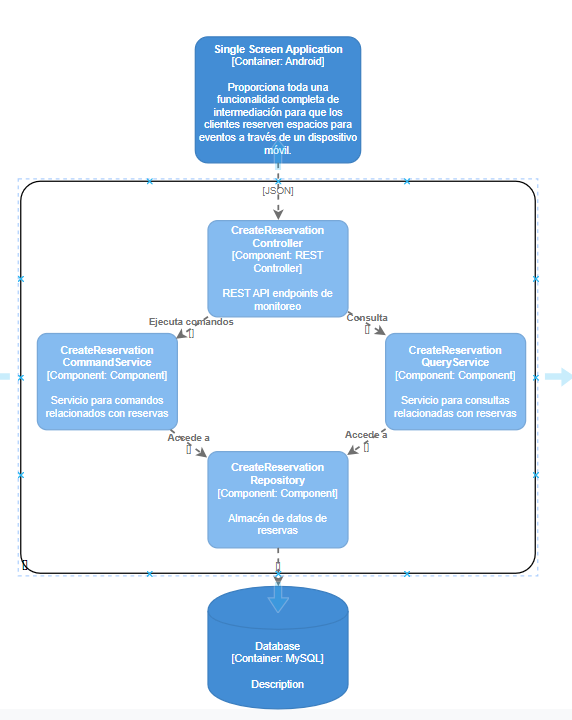 Single Screen Application
[Container: Android]
Proporciona toda una
funcionalidad completa de
intermediación para que los
clientes reserven espacios para
eventos a través de un dispositivo
móvil.
[JSON]
CreateReservation
Controller
[Component: REST
Controller]
REST API endpoints de
monitoreo
Ejecuta comandos
[]
Consulta
[]
CreateReservation
CommandService
[Component: Component]
Servicio para comandos
relacionados con reservas
CreateReservation
QueryService
[Component: Component]
Servicio para consultas
relacionadas con reservas
Accede a
[]
Accede a
[]
CreateReservation
Repository
[Component: Component]
Almacén de datos de
reservas
[]
[]
Database
[Container: MySQL]
Description